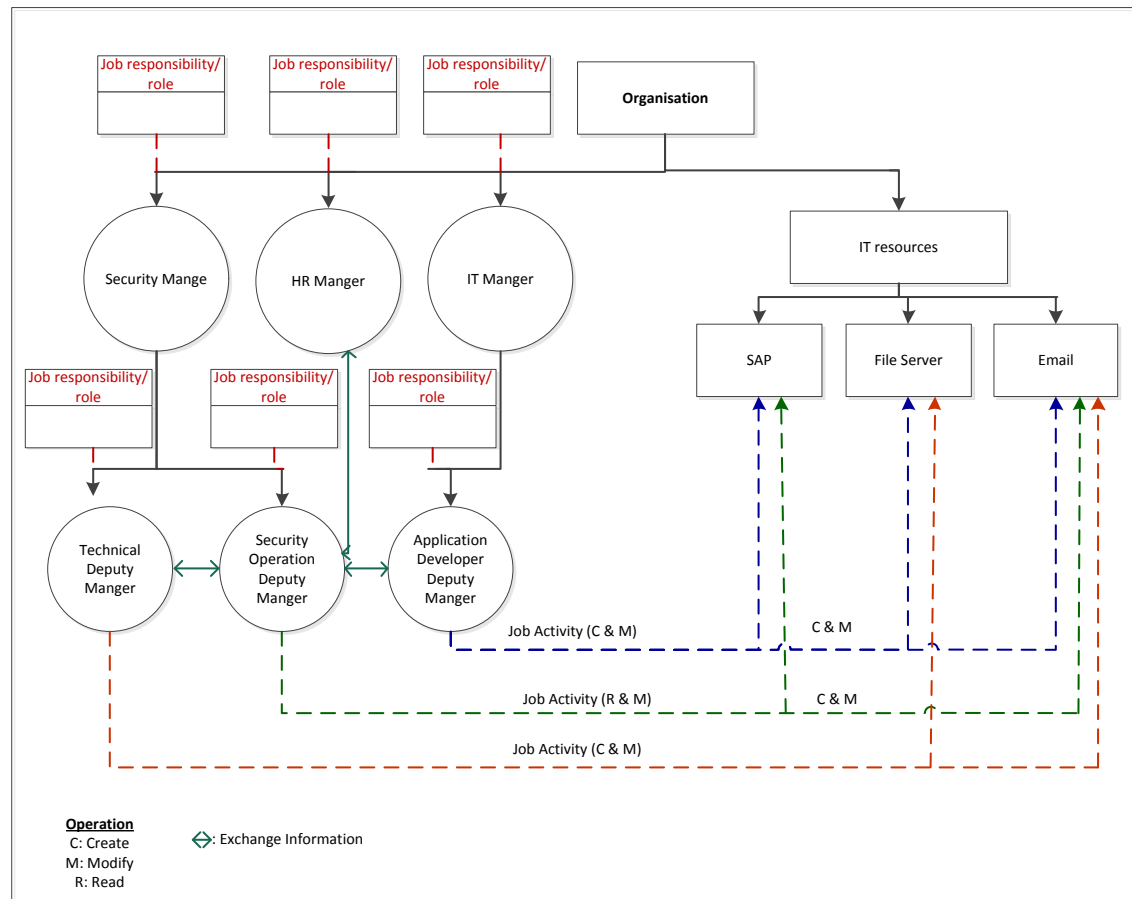 Job responsibility/
role
Job responsibility/
role
Job responsibility/
role
Organisation
Security Mange
HR Manger
IT Manger
IT resources
SAP
File Server
Email
Job responsibility/
role
Job responsibility/
role
Job responsibility/
role
Technical
Deputy
Manger
Security
Operation
Deputy
Manger
Application
Developer
Deputy
Manger
Job Activity (C & M)
C & M
Job Activity (R & M)
C & M
Job Activity (C & M)
Operation
C: Create
M: Modify
R: Read
: Exchange Information